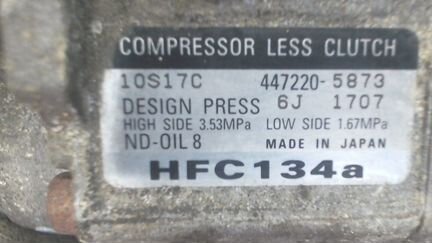 COMPRESSOR LESS CLUTCH
10S17C 447220-5873
DESIGN PRESS 6J 1707
HIGH SIDE 3.53MPa LOW SIDE 1.67MPa
ND-OIL 8 MADE IN JAPAN
HFC134a